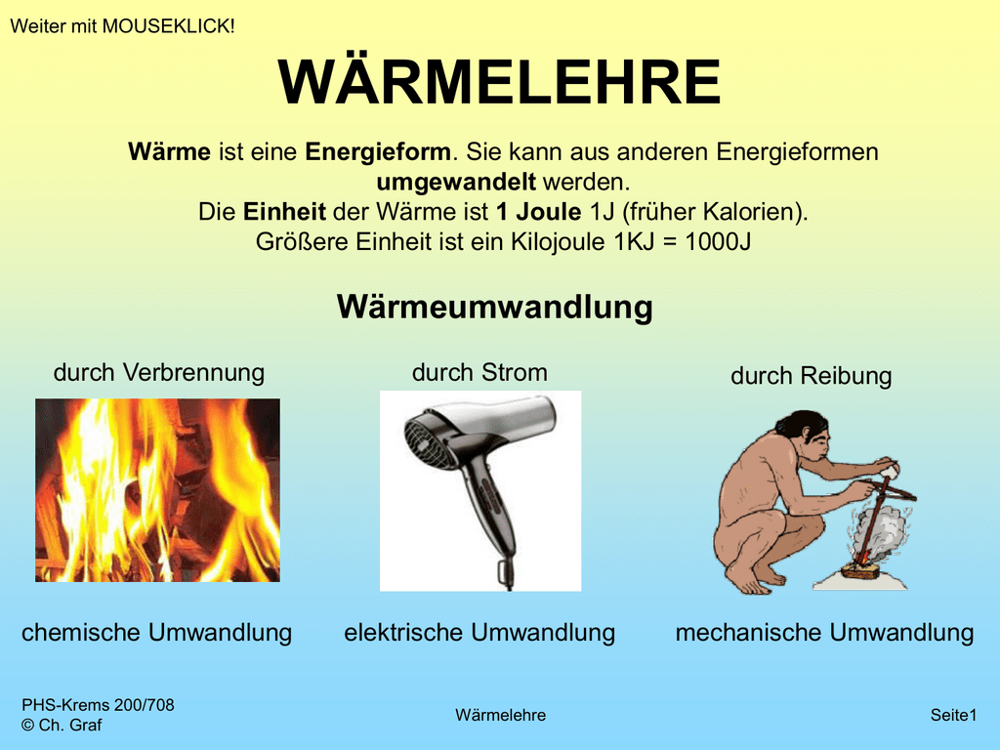 Weiter mit MOUSEKLICK!
WÄRMELEHRE
Wärme ist eine Energieform. Sie kann aus anderen Energieformen
umgewandelt werden.
Die Einheit der Wärme ist 1 Joule 1J (früher Kalorien).
Größere Einheit ist ein Kilojoule 1KJ = 1000J
Wärmeumwandlung
durch Verbrennung
durch Strom
durch Reibung
chemische Umwandlung
elektrische Umwandlung
mechanische Umwandlung
PHS-Krems 200/708
© Ch. Graf
Wärmelehre
Seite1